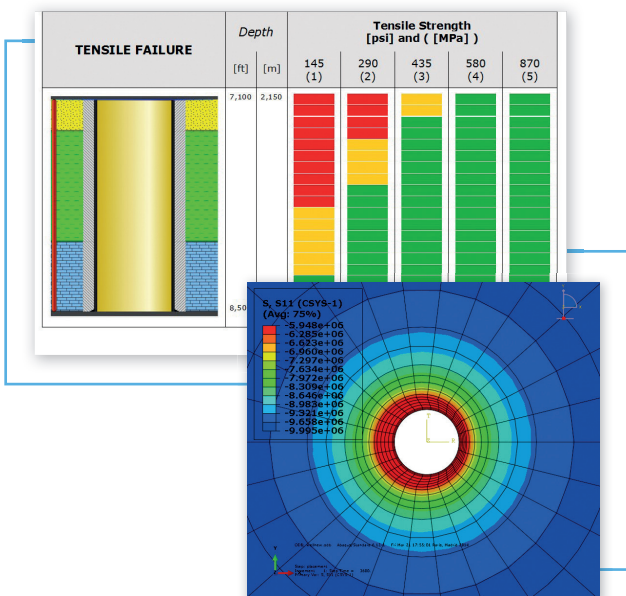 TENSILE FAILURE
Depth
[ft] [m]
Tensile Strength
[psi] and ( [MPa] )
145 290 435 580 870
(1) (2) (3) (4) (5)
7,100 2,150
8,50
S, S11 (CSYS-1)
(Avg: 75%)
-5.948e+06
-6.285e+06
-6.623e+06
-6.960e+06
-7.297e+06
-7.634e+06
-7.972e+06
-8.309e+06
-8.646e+06
-8.983e+06
-9.321e+06
-9.658e+06
-9.995e+06